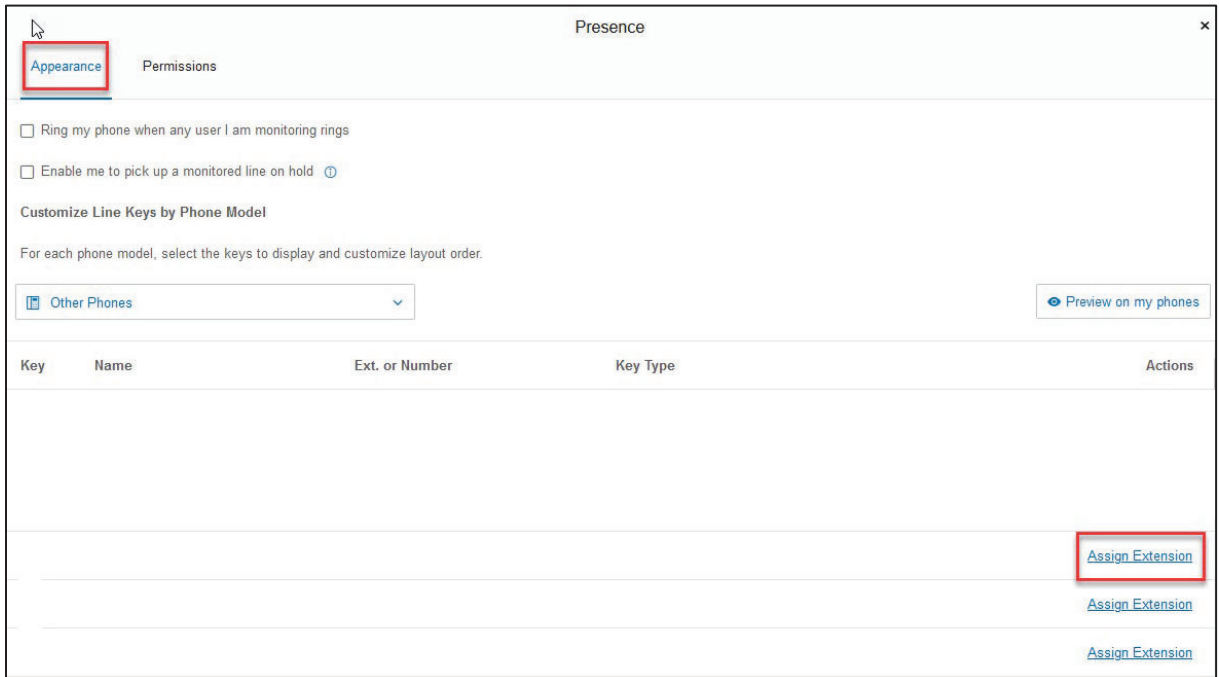 Presence
Appearance Permissions
Ring my phone when any user I am monitoring rings
Enable me to pick up a monitored line on hold
Customize Line Keys by Phone Model
For each phone model, select the keys to display and customize layout order.
Other Phones Preview on my phones
Key Name Ext. or Number Key Type Actions
Assign Extension
Assign Extension
Assign Extension